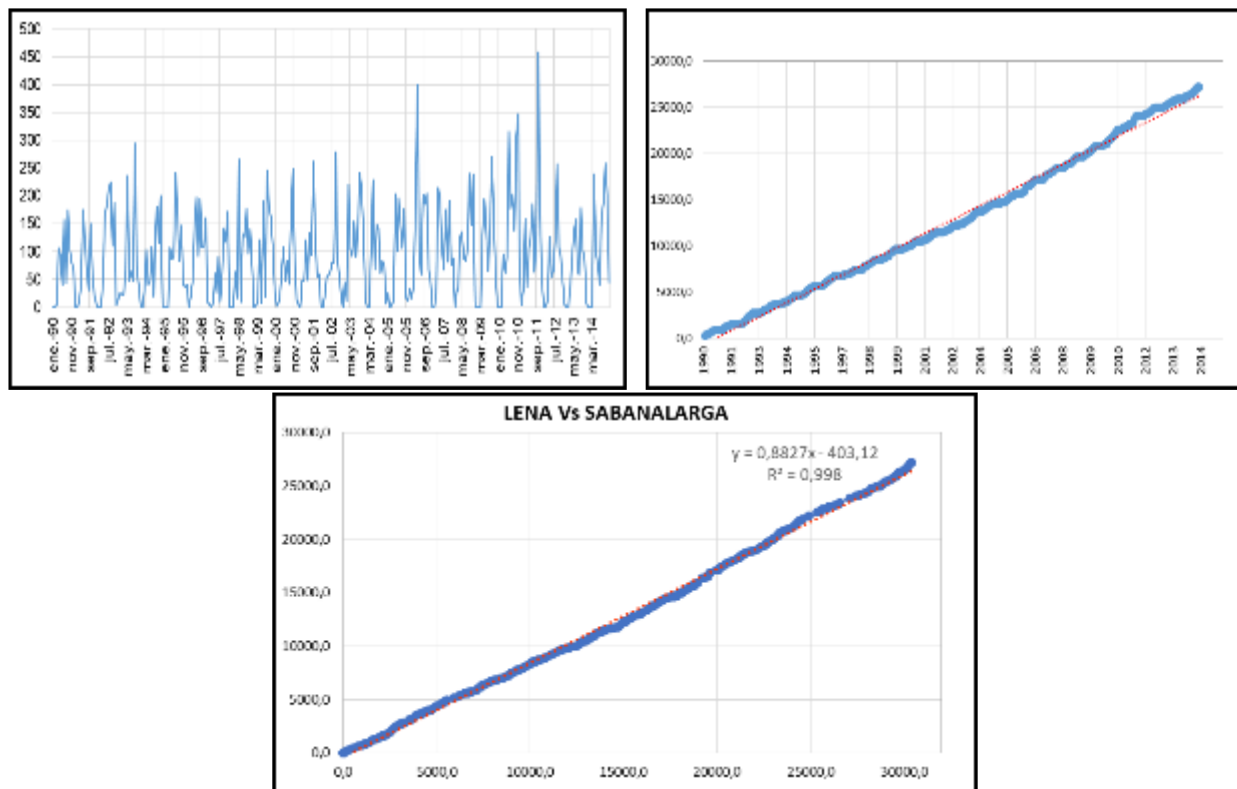 500
450
400
350
300
250
200
150
100
50
0
ene.-90
nov.-90
sep.-91
jul.-92
may.-93
mar.-94
ene.-95
nov.-95
sep.-96
jul.-97
may.-98
mar.-99
ene.-00
nov.-00
sep.-01
jul.-02
may.-03
mar.-04
ene.-05
nov.-05
sep.-06
jul.-07
may.-08
mar.-09
ene.-10
nov.-10
sep.-11
jul.-12
may.-13
mar.-14
30000,0
25000,0
20000,0
15000,0
10000,0
5000,0
0,0
1990
1991
1993
1994
1995
1997
1998
1999
2001
2002
2004
2005
2006
2008
2009
2010
2012
2013
2014
LENA Vs SABANALARGA
30000,0
25000,0
20000,0
15000,0
10000,0
5000,0
0,0
y = 0,8827x - 403,12
R² = 0,998
0,0 5000,0 10000,0 15000,0 20000,0 25000,0 30000,0